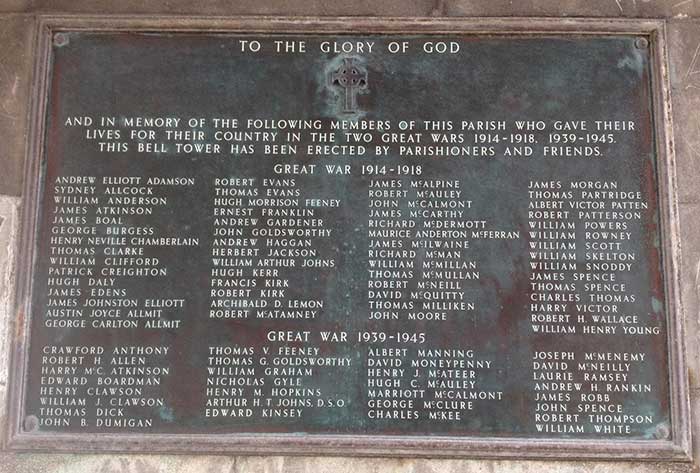 TO THE GLORY OF GOD
AND IN MEMORY OF THE FOLLOWING MEMBERS OF THIS PARISH WHO GAVE THEIR
LIVES FOR THEIR COUNTRY IN THE TWO GREAT WARS 1914-1918, 1939-1945.
THIS BELL TOWER HAS BEEN ERECTED BY PARISHIONERS AND FRIENDS.
GREAT WAR 1914-1918
ANDREW ELLIOTT ADAMSON
SYDNEY ALLCOCK
WILLIAM ANDERSON
JAMES ATKINSON
JAMES BOAL
GEORGE BURGESS
HENRY NEVILLE CHAMBERLAIN
THOMAS CLARKE
WILLIAM CLIFFORD
PATRICK CREIGHTON
HUGH DALY
JAMES EDENS
JAMES JOHNSTON ELLIOTT
AUSTIN JOYCE ALLMIT
GEORGE CARLTON ALLMIT
ROBERT EVANS
THOMAS EVANS
HUGH MORRISON FEENEY
ERNEST FRANKLIN
ANDREW GARDENER
JOHN GOLDSWORTHY
ANDREW HAGGAN
HERBERT JACKSON
WILLIAM ARTHUR JOHNS
HUGH KERR
FRANCIS KIRK
ROBERT KIRK
ARCHIBALD D. LEMON
ROBERT McATAMNEY
JAMES McALPINE
ROBERT McAULEY
JOHN McCALMONT
JAMES McCARTHY
RICHARD McDERMOTT
MAURICE ANDERTON McFERRAN
JAMES McILWAINE
RICHARD McMAN
WILLIAM McMILLAN
THOMAS McMILLAN
ROBERT McNEILL
DAVID McQUITTY
THOMAS MILLIKEN
JOHN MOORE
JAMES MORGAN
THOMAS PARTRIDGE
ALBERT VICTOR PATTEN
ROBERT PATTERSON
WILLIAM POWERS
WILLIAM ROWNEY
WILLIAM SCOTT
WILLIAM SKELTON
WILLIAM SNODDY
JAMES SPENCE
THOMAS SPENCE
CHARLES THOMAS
HARRY VICTOR
ROBERT H. WALLACE
WILLIAM HENRY YOUNG
GREAT WAR 1939-1945
CRAWFORD ANTHONY
ROBERT H. ALLEN
HARRY McC. ATKINSON
EDWARD BOARDMAN
HENRY CLAWSON
WILLIAM J. CLAWSON
THOMAS DICK
JOHN B. DUMIGAN
THOMAS V. FEENEY
THOMAS G. GOLDSWORTHY
WILLIAM GRAHAM
NICHOLAS GYLE
HENRY M. HOPKINS
ARTHUR H.T. JOHNS, D.S.O
EDWARD KINSEY
ALBERT MANNING
DAVID MONEYPENNY
HENRY J. McATEER
HUGH C. McAULEY
MARRIOTT McCALMONT
GEORGE McCLURE
CHARLES McKEE
JOSEPH McMENEMY
DAVID McNEILLY
LAURIE RAMSEY
ANDREW H. RANKIN
JAMES ROBB
JOHN SPENCE
ROBERT THOMPSON
WILLIAM WHITE